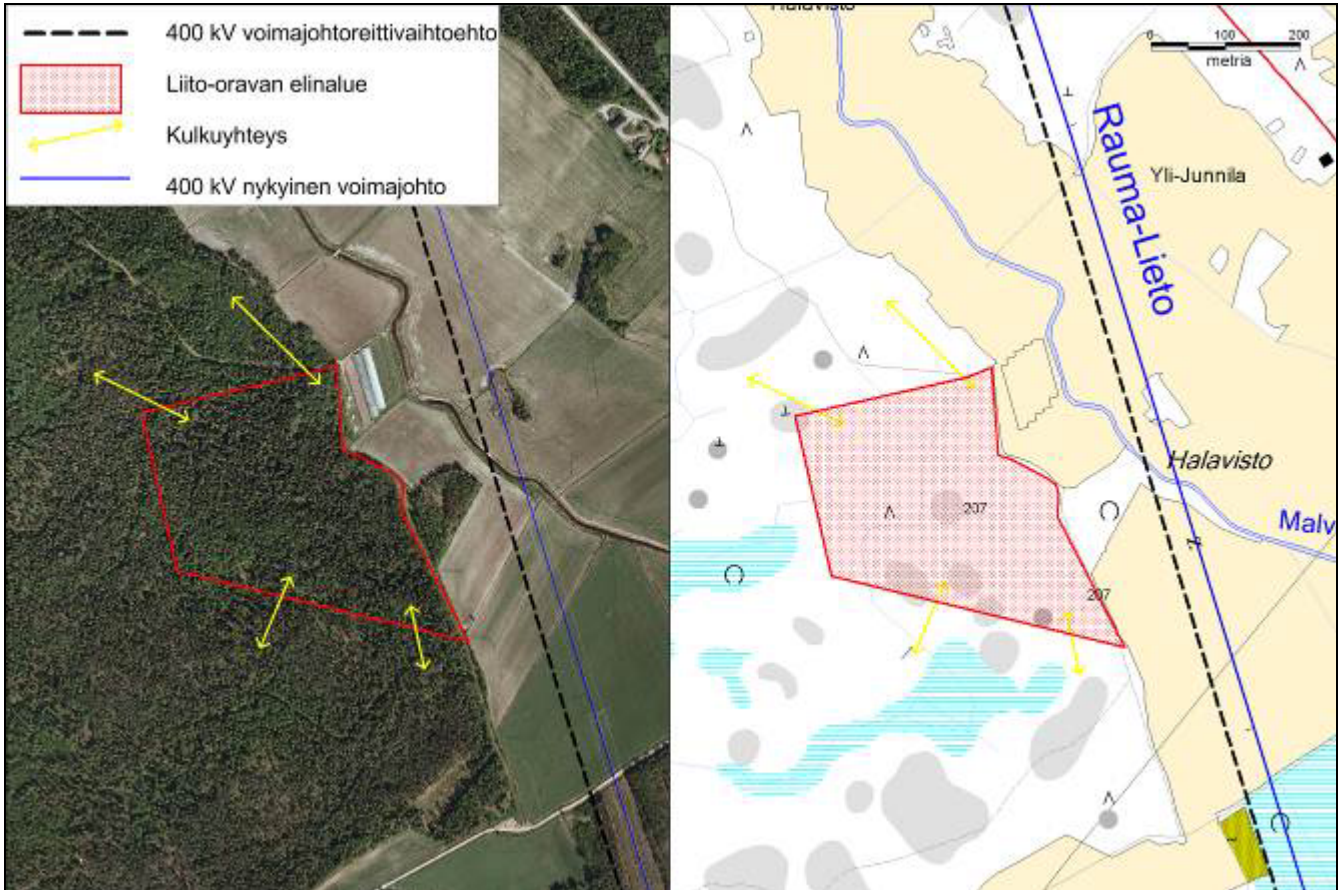 400 kV voimajohtoreittivaihtoehto
Liito-oravan elinalue
Kulkuyhteys
400 kV nykyinen voimajohto
Halavisto
0 100 200
metriä
Rauma-Lieto
Yli-Junnila
Halavisto
207
Malv
207